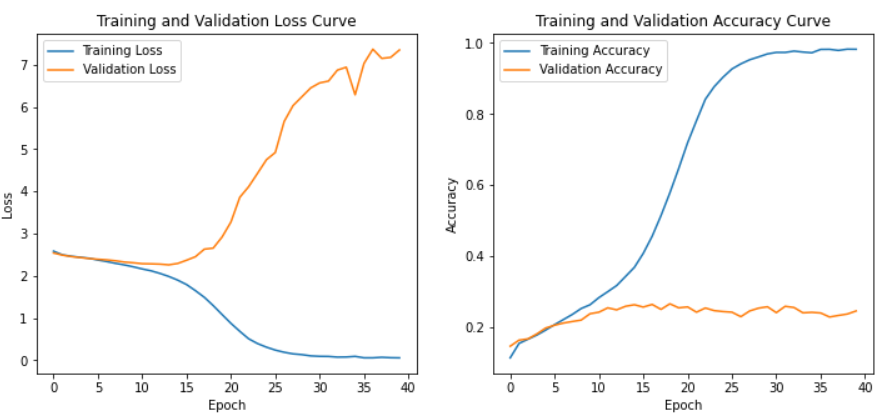 Training and Validation Loss Curve
Training Loss
Validation Loss
7
6
5
4
3
2
1
0
Loss
0 5 10 15 20 25 30 35 40
Epoch
Training and Validation Accuracy Curve
Training Accuracy
Validation Accuracy
1.0
0.8
0.6
0.4
0.2
Accuracy
0 5 10 15 20 25 30 35 40
Epoch